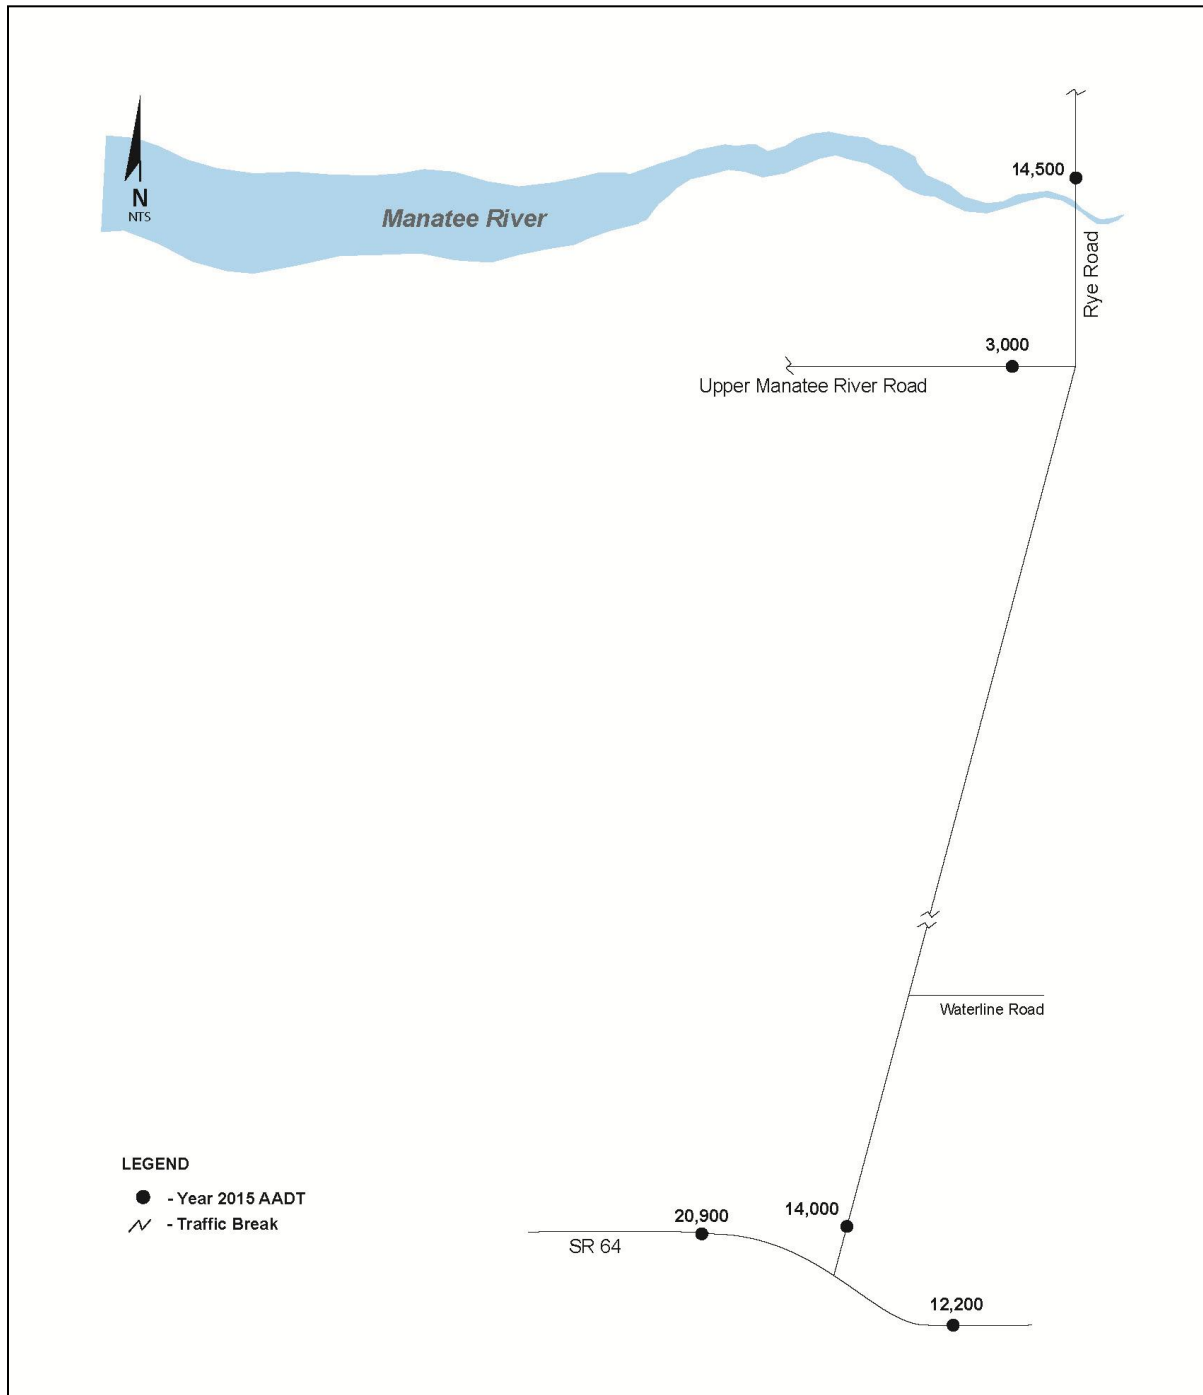 14,500
N
NTS
Manatee River
Rye Road
3,000
Upper Manatee River Road
Waterline Road
LEGEND
- Year 2015 AADT
- Traffic Break
20,900
14,000
SR 64
12,200